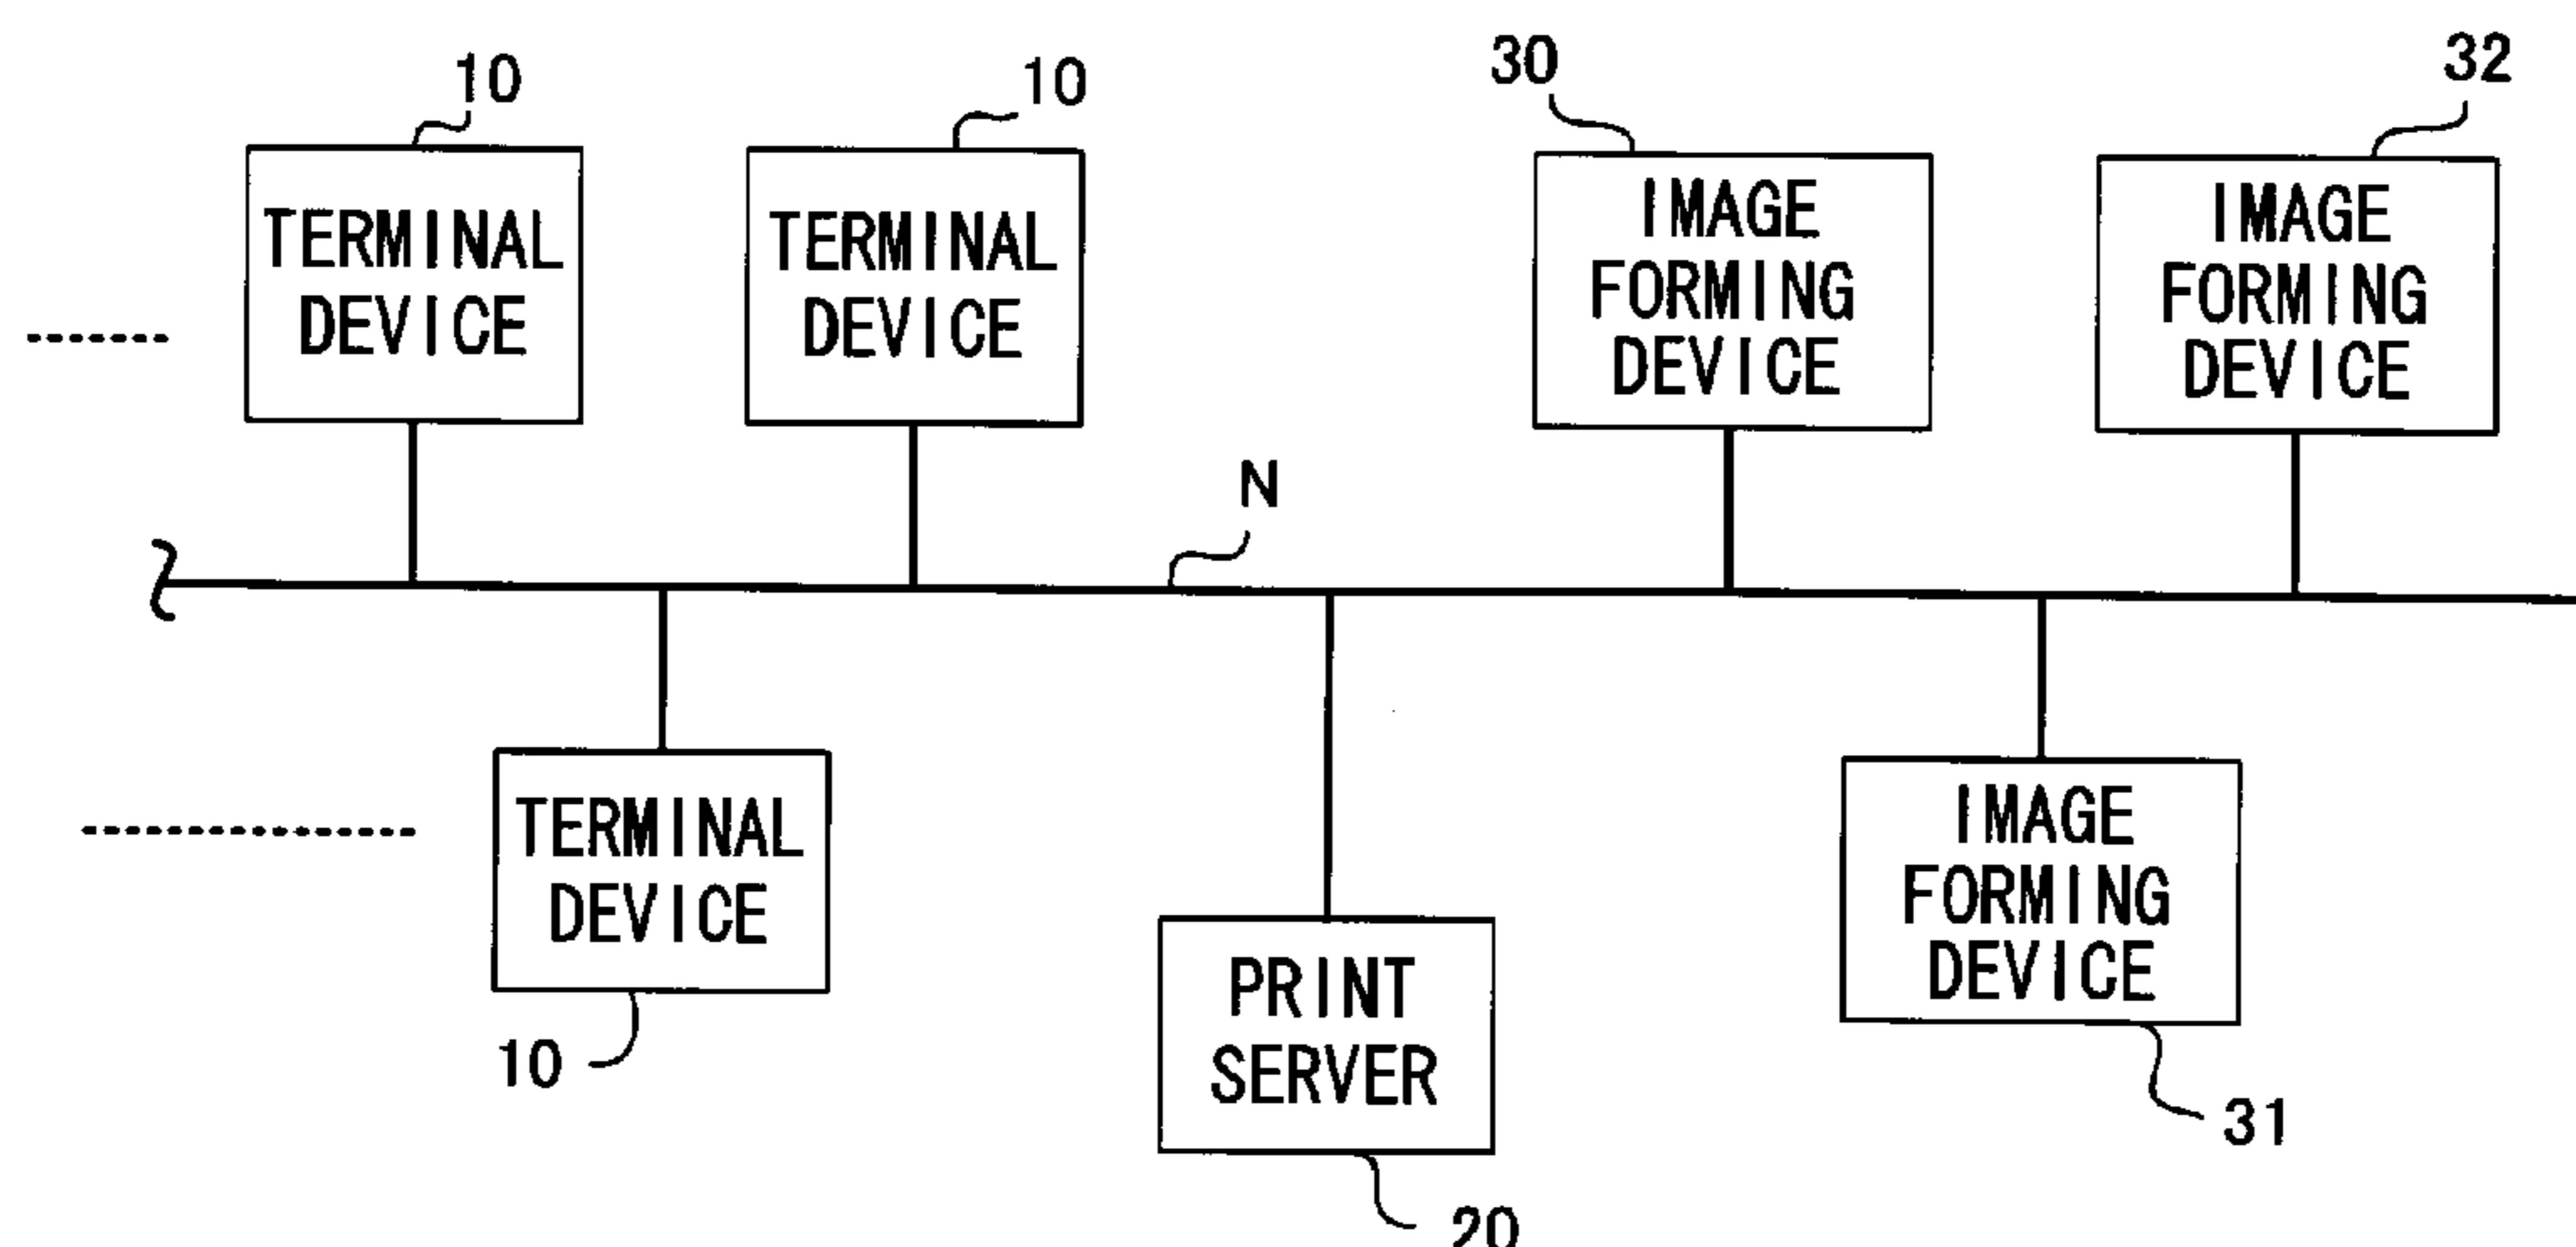 10
10
30
32
TERMINAL
DEVICE
TERMINAL
DEVICE
IMAGE
FORMING
DEVICE
IMAGE
FORMING
DEVICE
N
TERMINAL
DEVICE
10
PRINT
SERVER
20
IMAGE
FORMING
DEVICE
31